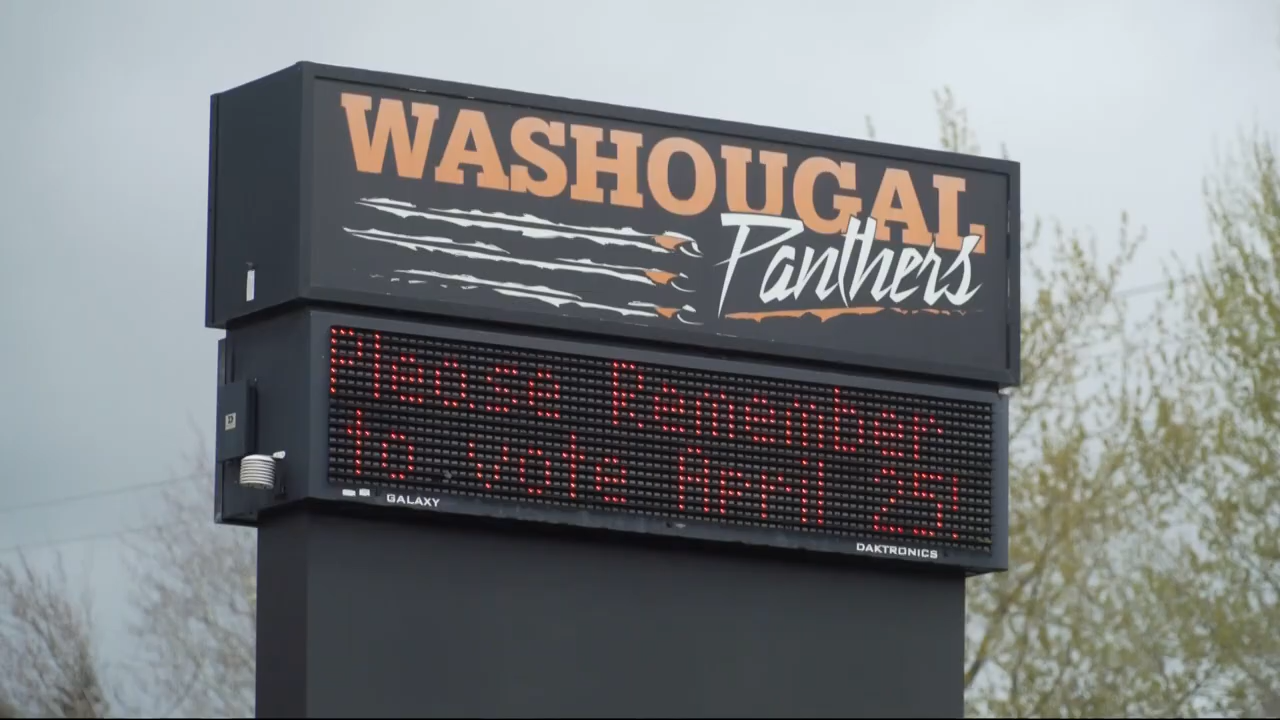 WASHOUGAL
Panthers
Please Remember
to vote April 25
GALAXY
DAKTRONICS